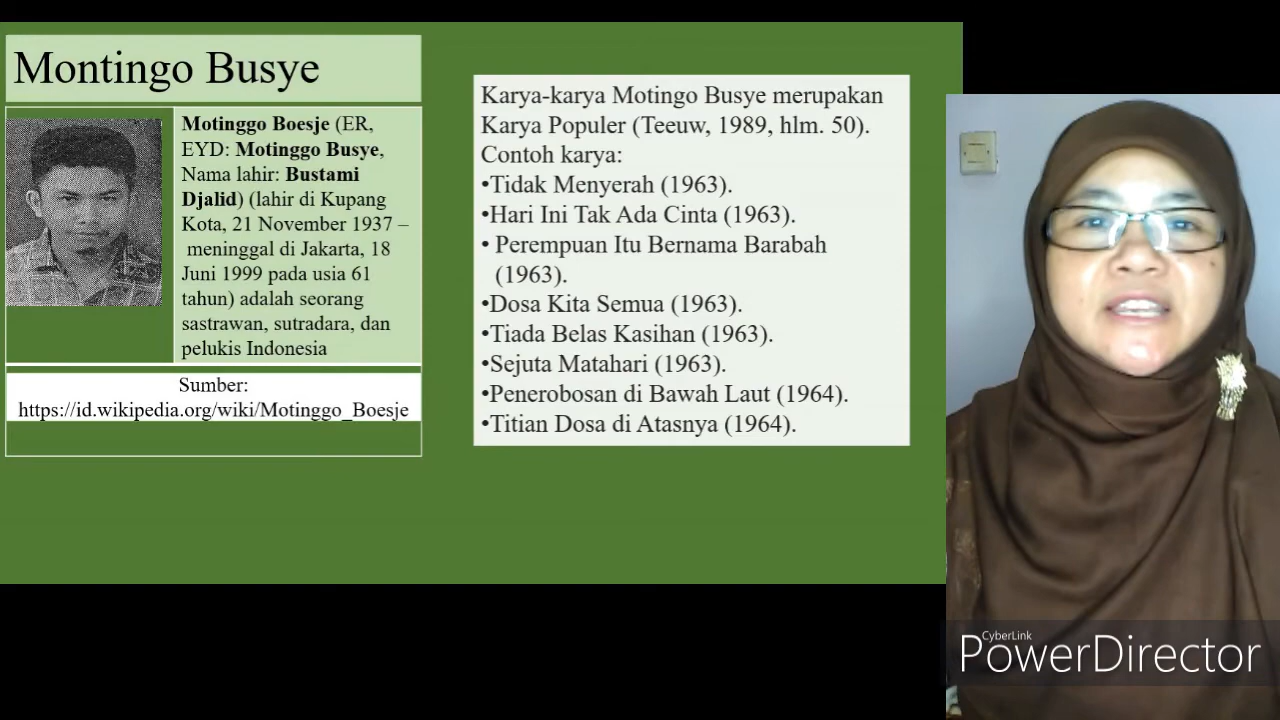 Montingo Busye
Motinggo Boesje (ER,
EYD: Motinggo Busye,
Nama lahir: Bustami
Djalid) (lahir di Kupang
Kota, 21 November 1937 –
meninggal di Jakarta, 18
Juni 1999 pada usia 61
tahun) adalah seorang
sastrawan, sutradara, dan
pelukis Indonesia
Sumber:
https://id.wikipedia.org/wiki/Motinggo_Boesje
Karya-karya Motingo Busye merupakan
Karya Populer (Teeuw, 1989, hlm. 50).
Contoh karya:
•Tidak Menyerah (1963).
•Hari Ini Tak Ada Cinta (1963).
• Perempuan Itu Bernama Barabah
(1963).
•Dosa Kita Semua (1963).
•Tiada Belas Kasihan (1963).
•Sejuta Matahari (1963).
•Penerobosan di Bawah Laut (1964).
•Titian Dosa di Atasnya (1964).
CyberLink
PowerDirector